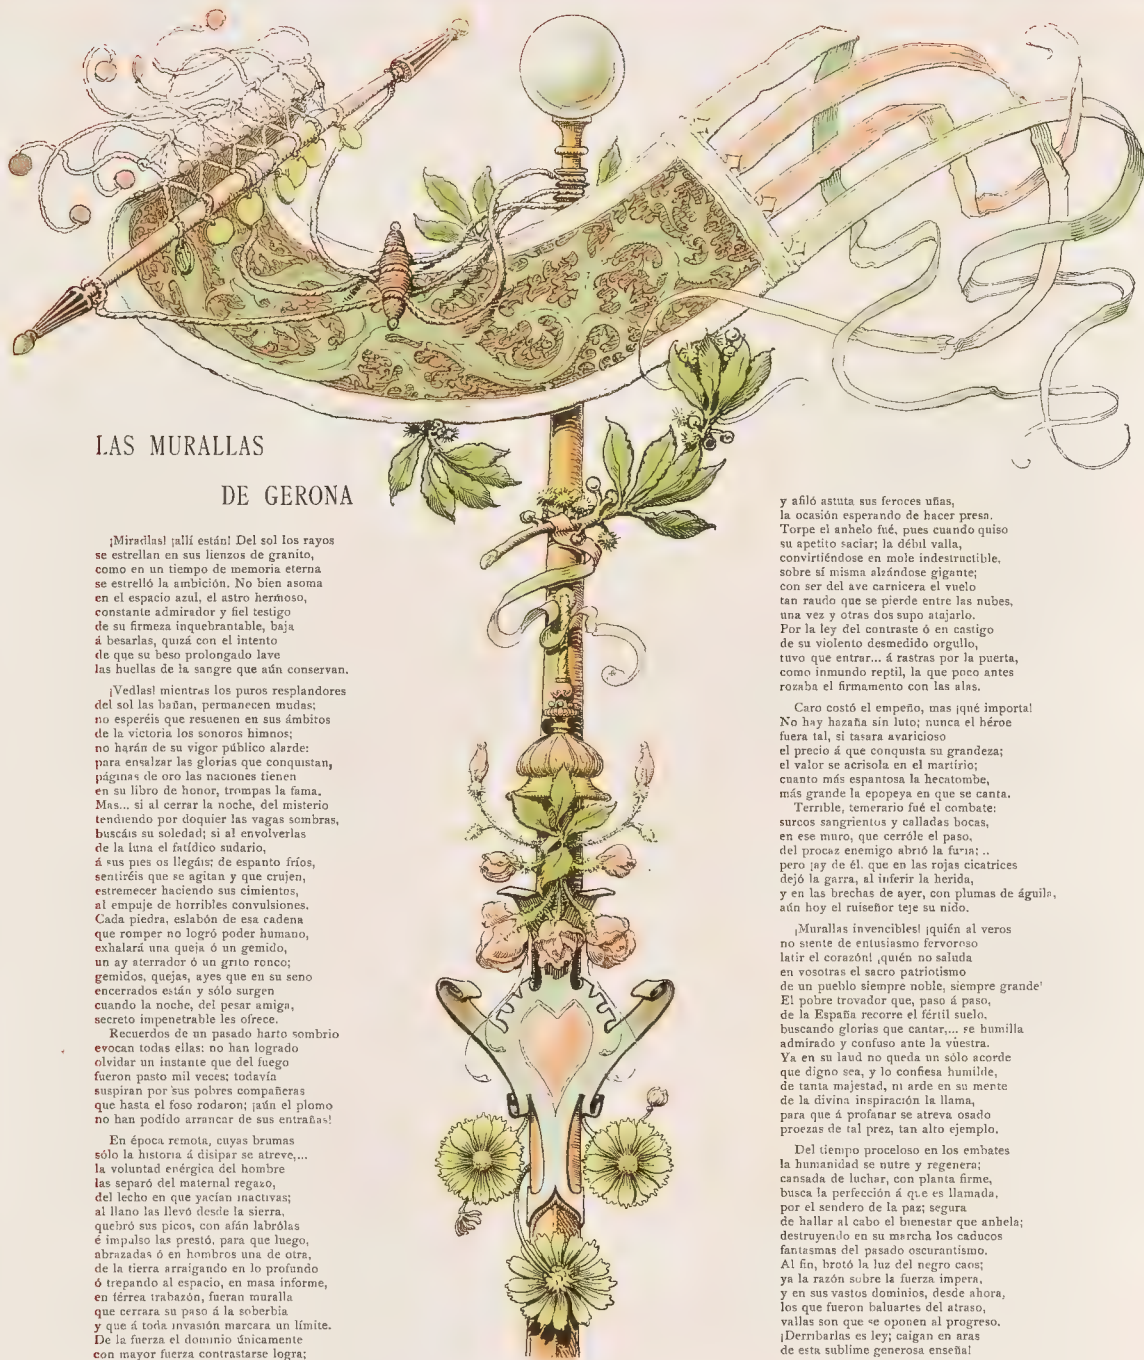 LAS MURALLAS
DE GERONA
¡Miradlas! ¡allí están! Del sol los rayos
se estrellan en sus lienzos de granito,
como en un tiempo de memoria eterna
se estrelló la ambición. No bien asoma
en el espacio azul, el astro hermoso,
constante admirador y fiel testigo
de su firmeza inquebrantable, baja
á besarlas, quizá con el intento
de que su beso prolongado lave
las huellas de la sangre que aún conservan.
¡Vedlas! mientras los puros resplandores
del sol las bañan, permanecen mudas;
no esperéis que resuenen en sus ámbitos
de la victoria los sonoros himnos;
no harán de su vigor público alarde:
para ensalzar las glorias que conquistan,
páginas de oro las naciones tienen
en su libro de honor, trompas la fama.
Mas... si al cerrar la noche, del misterio
tendiendo por doquier las vagas sombras,
buscáis su soledad; si al envolverlas
de la luna el fatídico sudario,
á sus pies os llegáis; de espanto fríos,
sentiréis que se agitan y que crujen,
estremecer haciendo sus cimientos,
al empuje de horribles convulsiones.
Cada piedra, eslabón de esa cadena
que romper no logró poder humano,
exhalará una queja ó un gemido,
un ay aterrador ó un grito ronco;
gemidos, quejas, ayes que en su seno
encerrados están y sólo surgen
cuando la noche, del pesar amiga,
secreto impenetrable les ofrece.
Recuerdos de un pasado harto sombrio
evocan todas ellas: no han logrado
olvidar un instante que del fuego
fueron pasto mil veces; todavía
suspiran por sus pobres compañeras
que hasta el foso rodaron; ¡aún el plomo
no han podido arrancar de sus entrañas!
En época remota, cuyas brumas
sólo la historia á disipar se atreve,...
la voluntad enérgica del hombre
las separó del maternal regazo,
del lecho en que yacían inactivas;
al llano las llevó desde la sierra,
quebró sus picos, con afán labrólas
é impulso las prestó, para que luego,
abrazadas ó en hombros una de otra,
de la tierra arraigando en lo profundo
ó trepando al espacio, en masa informe,
en férrea trabazón, fueran muralla
que cerrara su paso á la soberbia
y que á toda invasión marcara un límite.
De la fuerza el dominio únicamente
con mayor fuerza contrastarse logra;
y afiló astuta sus feroces uñas,
la ocasión esperando de hacer presa.
Torpe el anhelo fué, pues cuando quiso
su apetito saciar; la débil valla,
convirtiéndose en mole indestructible,
sobre sí misma alzándose gigante;
con ser del ave carnicera el vuelo
tan raudo que se pierde entre las nubes,
una vez y otras dos supo atajarlo.
Por la ley del contraste ó en castigo
de su violento desmedido orgullo,
tuvo que entrar... á rastras por la puerta,
como inmundo reptil, la que poco antes
rozaba el firmamento con las alas.
Caro costó el empeño, mas ¡qué importa!
No hay hazaña sin luto; nunca el héroe
fuera tal, si tasara avaricioso
el precio á que conquista su grandeza;
el valor se acrisola en el martirio;
cuanto más espantosa la hecatombe,
más grande la epopeya en que se canta.
Terrible, temerario fué el combate:
surcos sangrientos y calladas bocas,
en ese muro, que cerróle el paso,
del procaz enemigo abrió la furia; ..
pero ¡ay de él. que en las rojas cicatrices
dejó la garra, al inferir la herida,
y en las brechas de ayer, con plumas de águila,
aún hoy el ruiseñor teje su nido.
¡Murallas invencibles! ¡quién al veros
no siente de entusiasmo fervoroso
latir el corazón! ¡quién no saluda
en vosotras el sacro patriotismo
de un pueblo siempre noble, siempre grande!
El pobre trovador que, paso á paso,
de la España recorre el fértil suelo,
buscando glorias que cantar,... se humilla
admirado y confuso ante la vuestra.
Ya en su laud no queda un sólo acorde
que digno sea, y lo confiesa humilde,
de tanta majestad, ni arde en su mente
de la divina inspiración la llama,
para que á profanar se atreva osado
proezas de tal prez, tan alto ejemplo.
Del tiempo proceloso en los embates
la humanidad se nutre y regenera;
cansada de luchar, con planta firme,
busca la perfección á que es llamada,
por el sendero de la paz; segura
de hallar al cabo el bienestar que anhela;
destruyendo en su marcha los caducos
fantasmas del pasado oscurantismo.
Al fin, brotó la luz del negro caos;
ya la razón sobre la fuerza impera,
y en sus vastos dominios, desde ahora,
los que fueron baluartes del atraso,
vallas son que se oponen al progreso.
¡Derribarlas es ley; caigan en aras
de esta sublime generosa enseña!